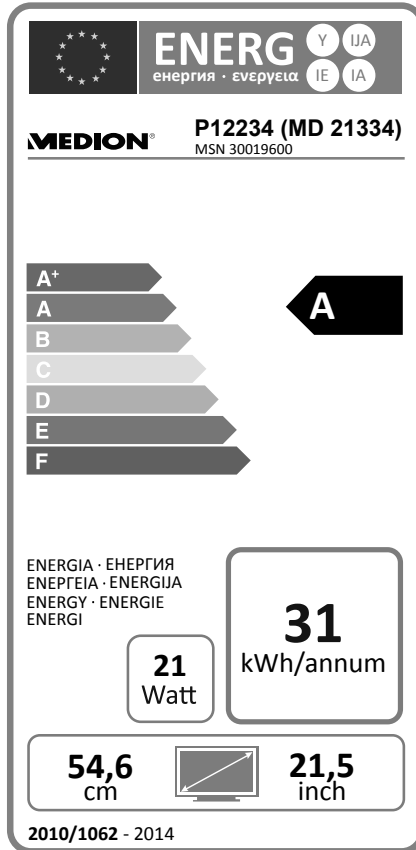 ENERG
енергия · ενεργεια
Y
IJA
IE
IA
MEDION®
P12234 (MD 21334)
MSN 30019600
A+
A
B
C
D
E
F
A
ENERGIA · ЕНЕРГИЯ
ΕΝΕΡΓΕΙΑ · ENERGIJA
ENERGY · ENERGIE
ENERGI
21
Watt
31
kWh/annum
54,6
cm
21,5
inch
2010/1062 - 2014